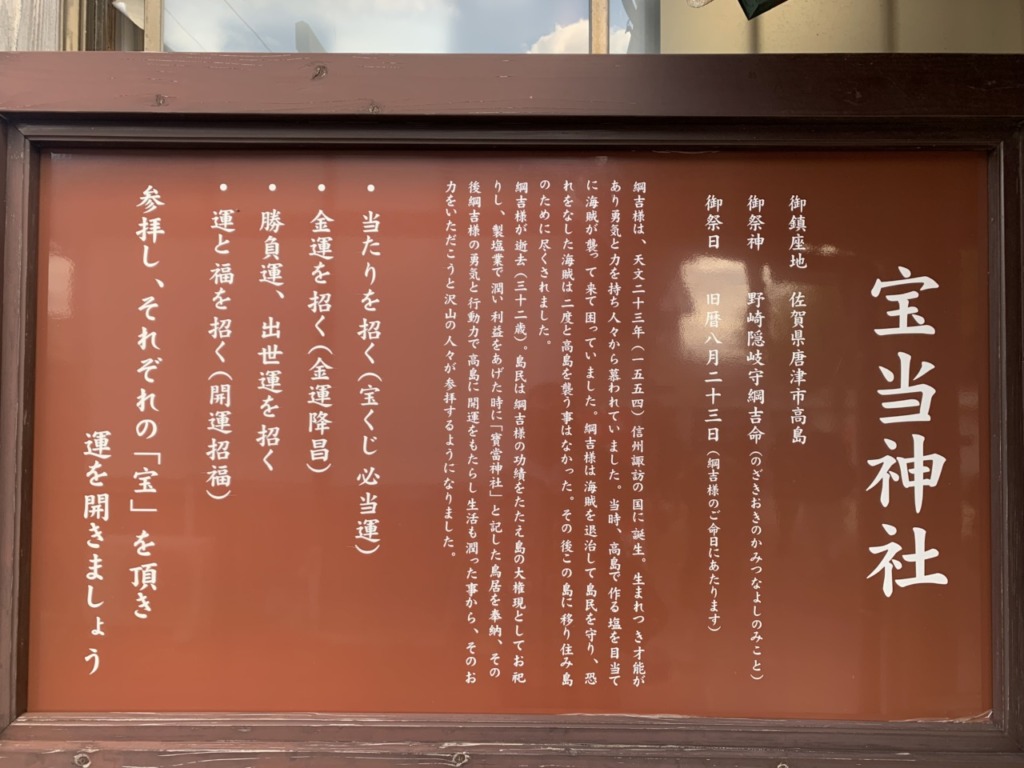 宝当神社
御鎮座地　佐賀県唐津市高島
御祭神　野崎隠岐守綱吉命（のざきおきのかみつなよしのみこと）
御祭日　旧暦八月二十三日（綱吉様のご命日にあたります）
綱吉様は、天文二十三年（一五五四）信州諏訪の国に誕生。生まれつき才能が
あり勇気と力を持ち人々から慕われていました。当時、高島で作る塩を目当て
に海賊が襲って来て困っていました。綱吉様は海賊を退治して島民を守り、恐
れをなした海賊は二度と高島を襲う事はなかった。その後この島に移り住み島
のために尽くされました。
綱吉様が逝去（三十二歳）。島民は綱吉様の功績をたたえ島の大権現としてお祀
りし、製塩業で潤い利益をあげた時に「寶當神社」と記した鳥居を奉納、その
後綱吉様の勇気と行動力で高島に開運をもたらし生活も潤った事から、そのお
力をいただこうと沢山の人々が参拝するようになりました。
・当たりを招く（宝くじ必当運）
・金運を招く（金運降昌）
・勝負運、出世運を招く
・運と福を招く（開運招福）
参拝し、それぞれの「宝」を頂き
運を開きましょう